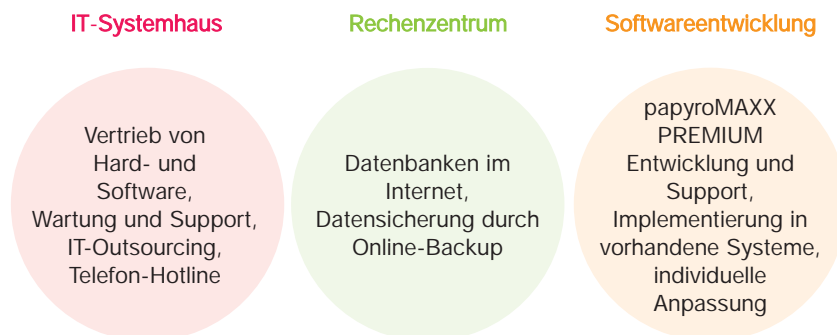 IT-Systemhaus
Rechenzentrum
Softwareentwicklung
Vertrieb von
Hard- und
Software,
Wartung und Support,
IT-Outsourcing,
Telefon-Hotline
Datenbanken im
Internet,
Datensicherung durch
Online-Backup
papyroMAXX
PREMIUM
Entwicklung und
Support,
Implementierung in
vorhandene Systeme,
individuelle
Anpassung